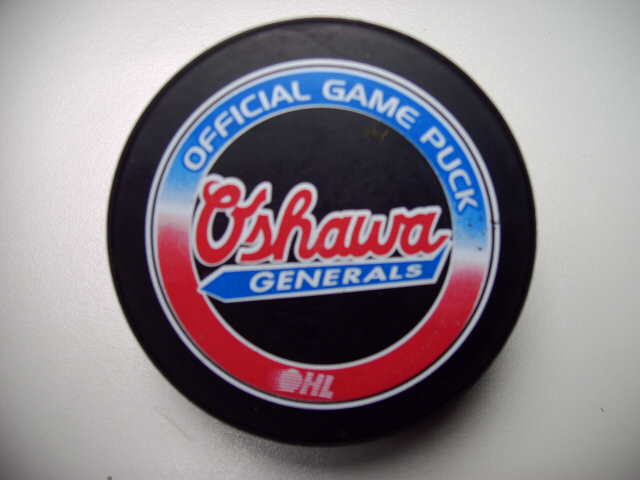 OFFICIAL GAME PUCK
Oshawa
GENERALS
OHL